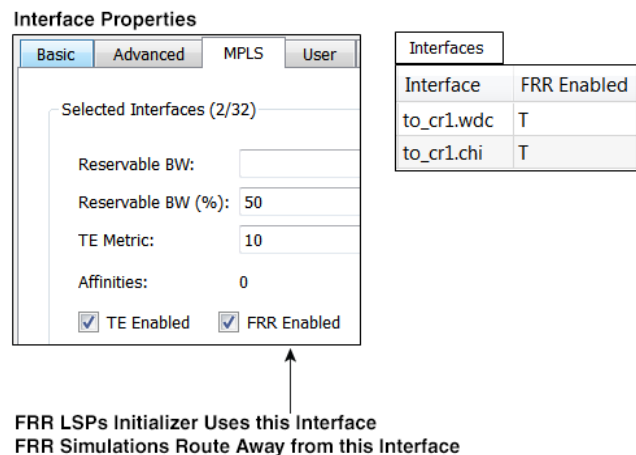 Interface Properties
Basic Advanced MPLS User
Selected Interfaces (2/32)
Reservable BW:
Reservable BW (%): 50
TE Metric: 10
Affinities: 0
TE Enabled FRR Enabled
Interfaces
Interface FRR Enabled
to_cr1.wdc T
to_cr1.chi T
FRR LSPs Initializer Uses this Interface
FRR Simulations Route Away from this Interface